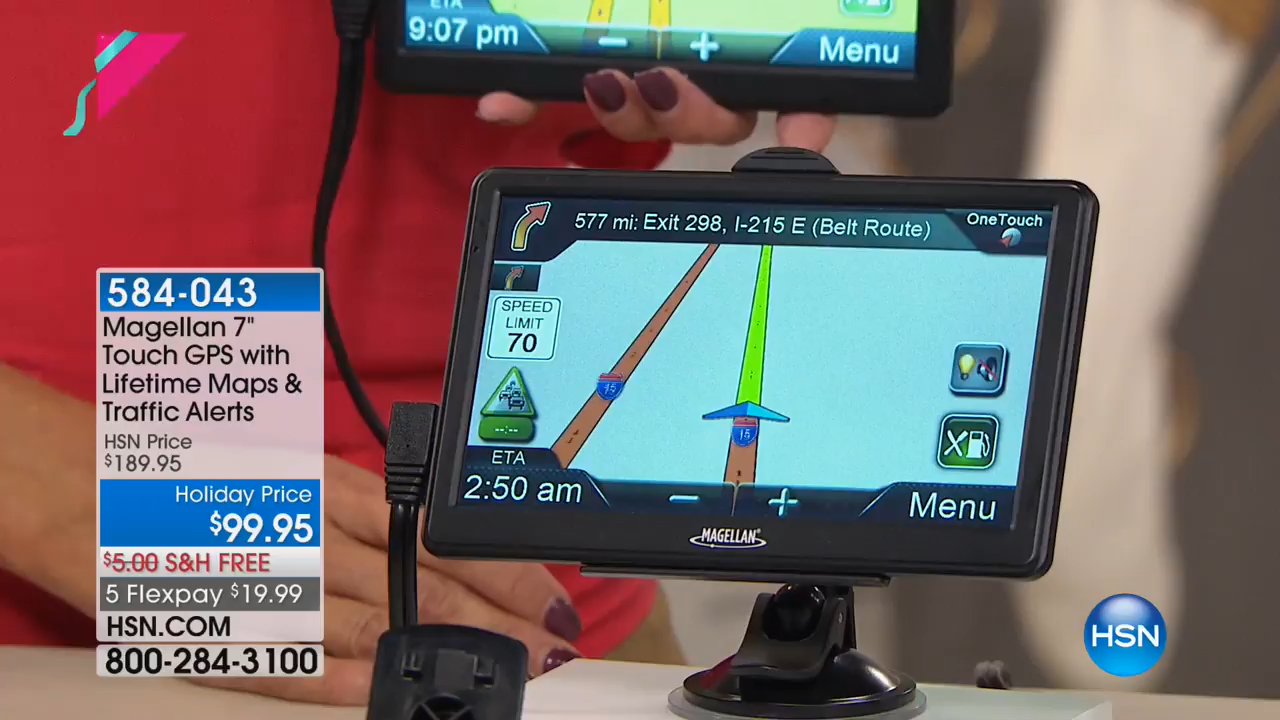 ETA
9:07 pm
− +
Menu
577 mi: Exit 298, I-215 E (Belt Route)
OneTouch
SPEED
LIMIT
70
15
15
--:--
ETA
2:50 am
− +
Menu
MAGELLAN®
584-043
Magellan 7"
Touch GPS with
Lifetime Maps &
Traffic Alerts
HSN Price
$189.95
Holiday Price
$99.95
$5.00 S&H FREE
5 Flexpay $19.99
HSN.COM
800-284-3100
HSN